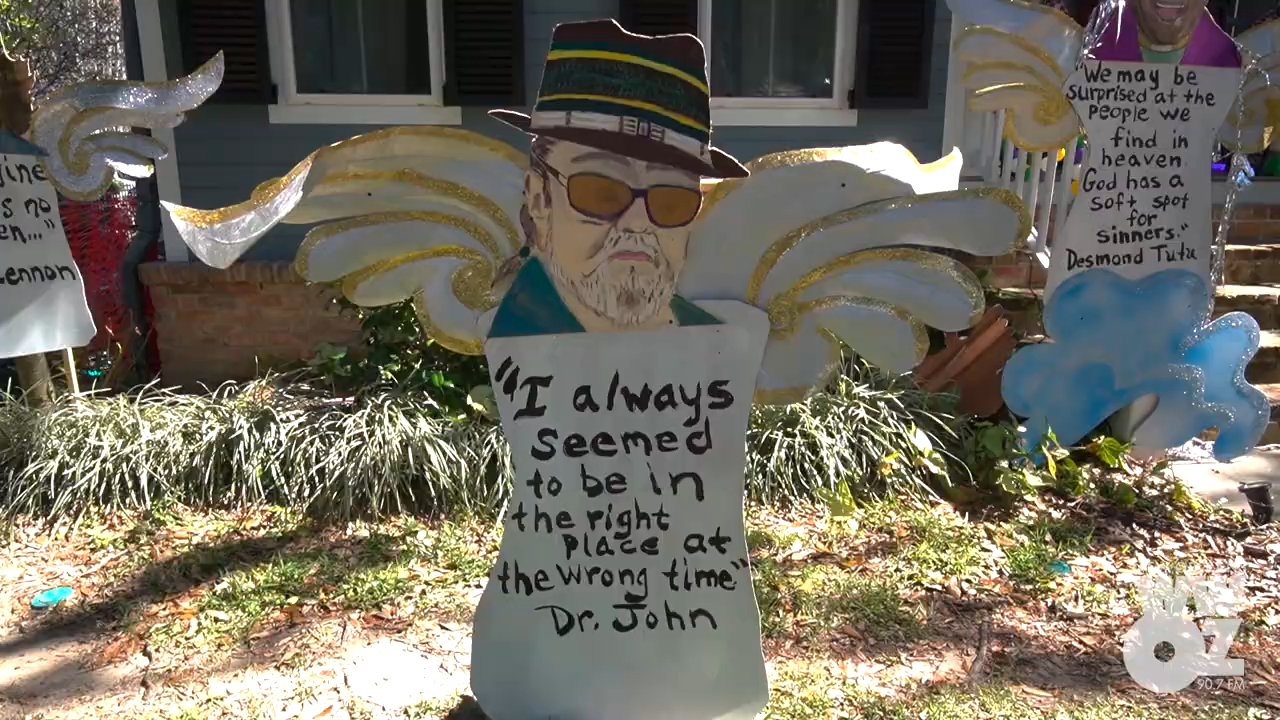 s no
Lennon
"I always
seemed
to be in
the right
place at
the wrong time"
Dr. John
"We may be
surprised at the
people we
find in
heaven.
God has a
soft spot
for
sinners."
Desmond Tutu
OZ
90.7 FM